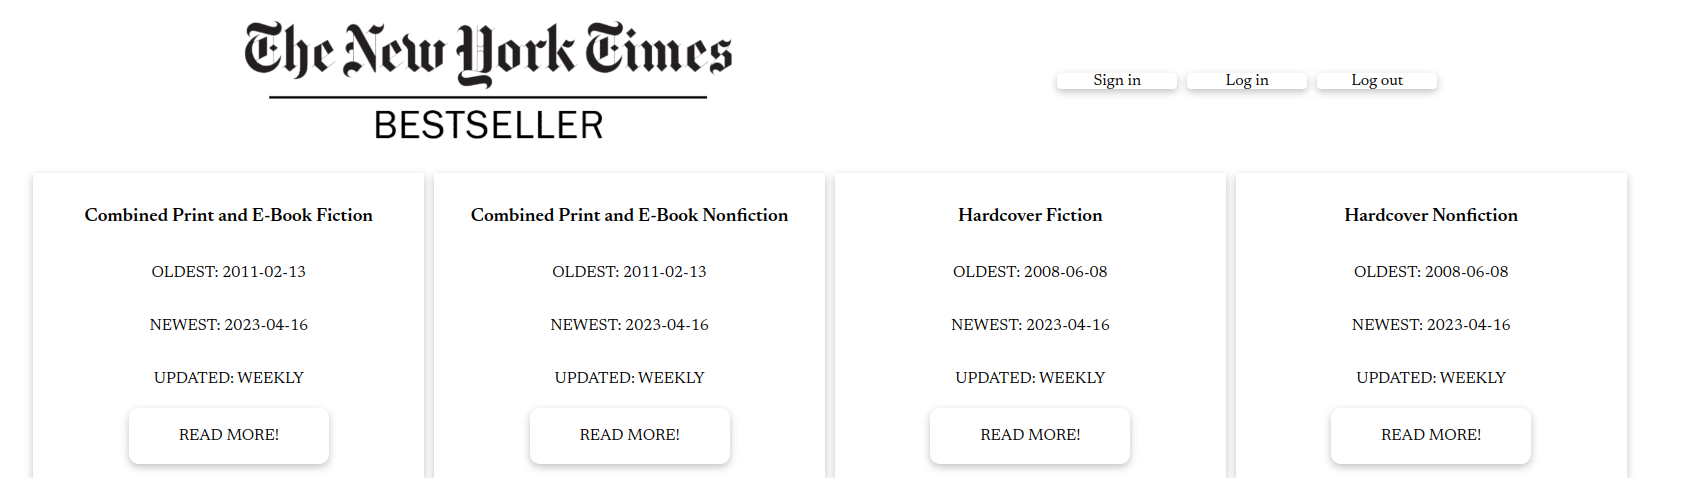 The New York Times
BESTSELLER
Sign in
Log in
Log out
Combined Print and E-Book Fiction
OLDEST: 2011-02-13
NEWEST: 2023-04-16
UPDATED: WEEKLY
READ MORE!
Combined Print and E-Book Nonfiction
OLDEST: 2011-02-13
NEWEST: 2023-04-16
UPDATED: WEEKLY
READ MORE!
Hardcover Fiction
OLDEST: 2008-06-08
NEWEST: 2023-04-16
UPDATED: WEEKLY
READ MORE!
Hardcover Nonfiction
OLDEST: 2008-06-08
NEWEST: 2023-04-16
UPDATED: WEEKLY
READ MORE!